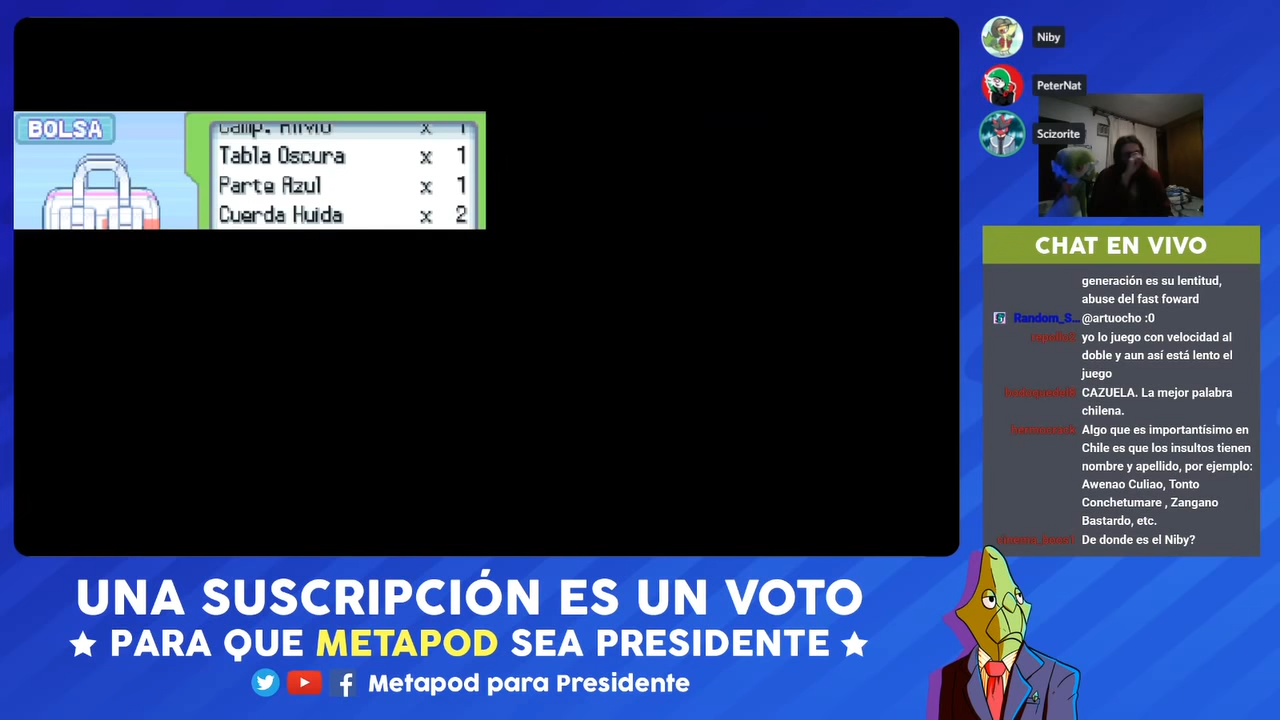 BOLSA
Camp. Alivio x 1
Tabla Oscura x 1
Parte Azul x 1
Cuerda Huida x 2
Niby
PeterNat
Scizorite
CHAT EN VIVO
generación es su lentitud,
abuse del fast foward
Random_S... @artuocho :0
yo lo juego con velocidad al
doble y aun así está lento el
juego
CAZUELA. La mejor palabra
chilena.
Algo que es importantísimo en
Chile es que los insultos tienen
nombre y apellido, por ejemplo:
Awenao Culiao, Tonto
Conchetumare , Zangano
Bastardo, etc.
De donde es el Niby?
UNA SUSCRIPCIÓN ES UN VOTO
★ PARA QUE METAPOD SEA PRESIDENTE ★
Metapod para Presidente